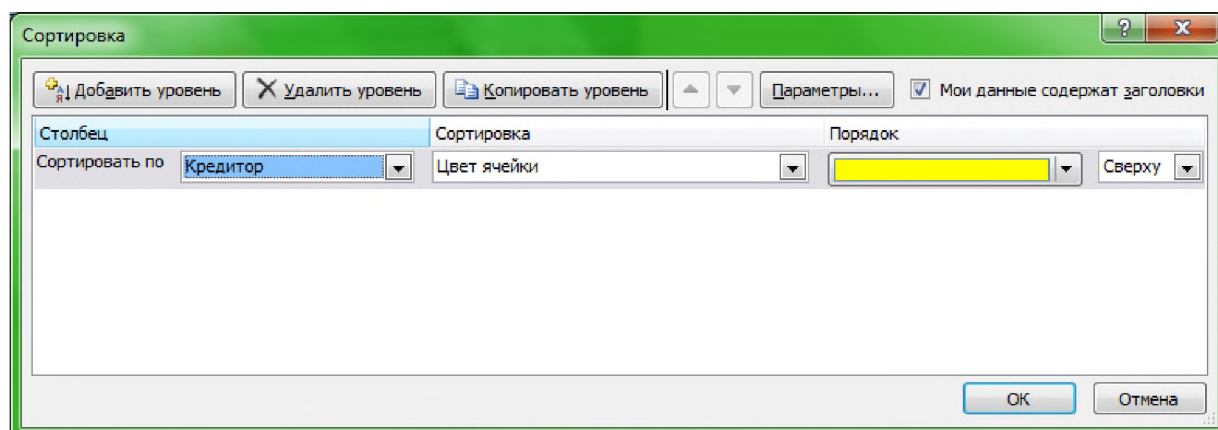 Сортировка
Добавить уровень Удалить уровень Копировать уровень Параметры... Мои данные содержат заголовки
Столбец Сортировка Порядок
Сортировать по Кредитор Цвет ячейки Сверху
ОК Отмена